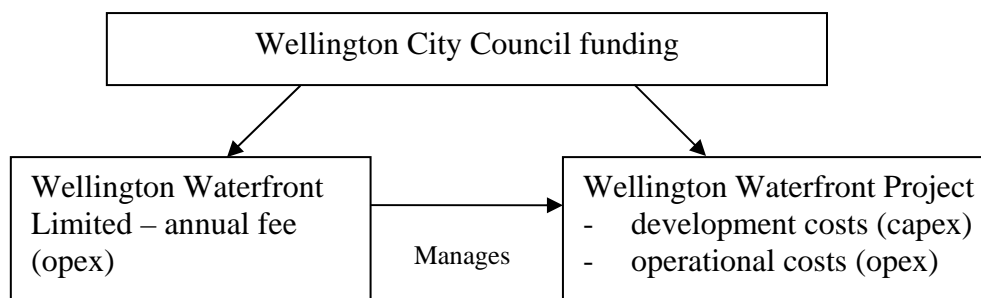 Wellington City Council funding
Wellington Waterfront
Limited – annual fee
(opex)
Manages
Wellington Waterfront Project
- development costs (capex)
- operational costs (opex)